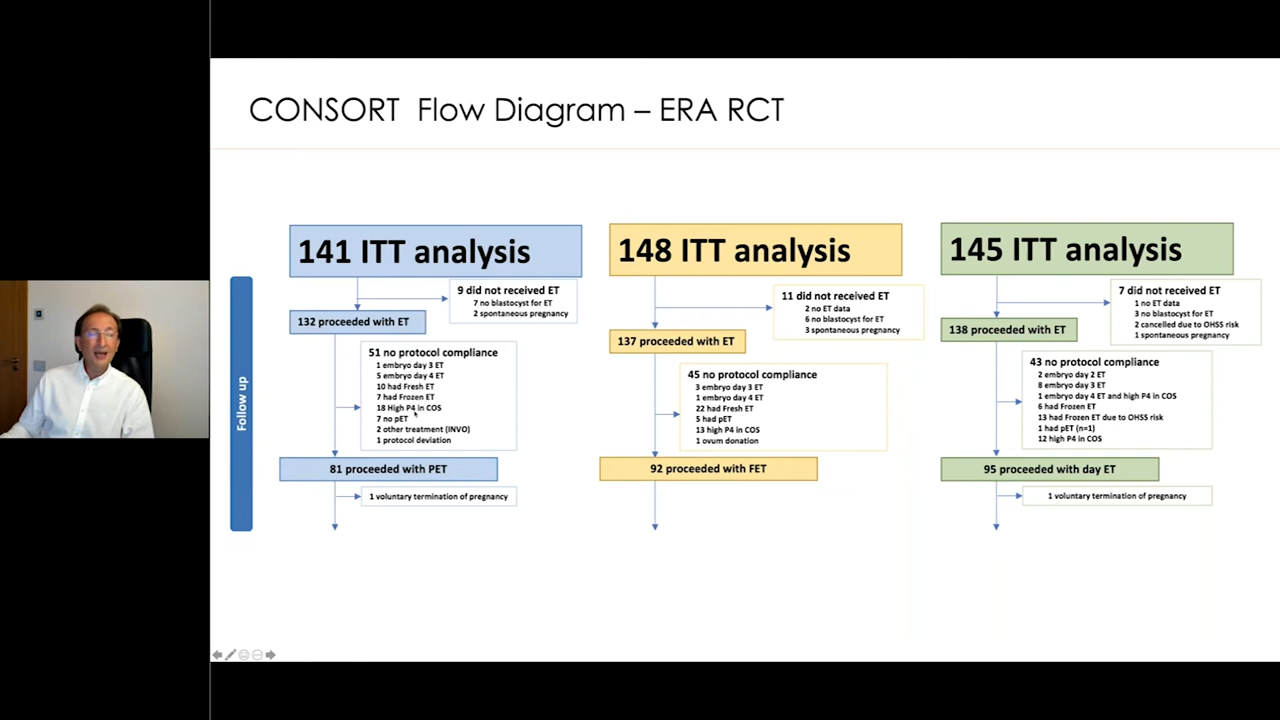 CONSORT Flow Diagram – ERA RCT
Follow up
141 ITT analysis
9 did not received ET
7 no blastocyst for ET
2 spontaneous pregnancy
132 proceeded with ET
51 no protocol compliance
1 embryo day 3 ET
5 embryo day 4 ET
10 had Fresh ET
7 had Frozen ET
18 High P4 in COS
7 no pET
2 other treatment (INVO)
1 protocol deviation
81 proceeded with PET
1 voluntary termination of pregnancy
148 ITT analysis
11 did not received ET
2 no ET data
6 no blastocyst for ET
3 spontaneous pregnancy
137 proceeded with ET
45 no protocol compliance
3 embryo day 3 ET
1 embryo day 4 ET
22 had Fresh ET
5 had pET
13 high P4 in COS
1 ovum donation
92 proceeded with FET
145 ITT analysis
7 did not received ET
1 no ET data
3 no blastocyst for ET
2 cancelled due to OHSS risk
1 spontaneous pregnancy
138 proceeded with ET
43 no protocol compliance
2 embryo day 2 ET
8 embryo day 3 ET
1 embryo day 4 ET and high P4 in COS
6 had Frozen ET
13 had Frozen ET due to OHSS risk
1 had pET (n=1)
12 high P4 in COS
95 proceeded with day ET
1 voluntary termination of pregnancy